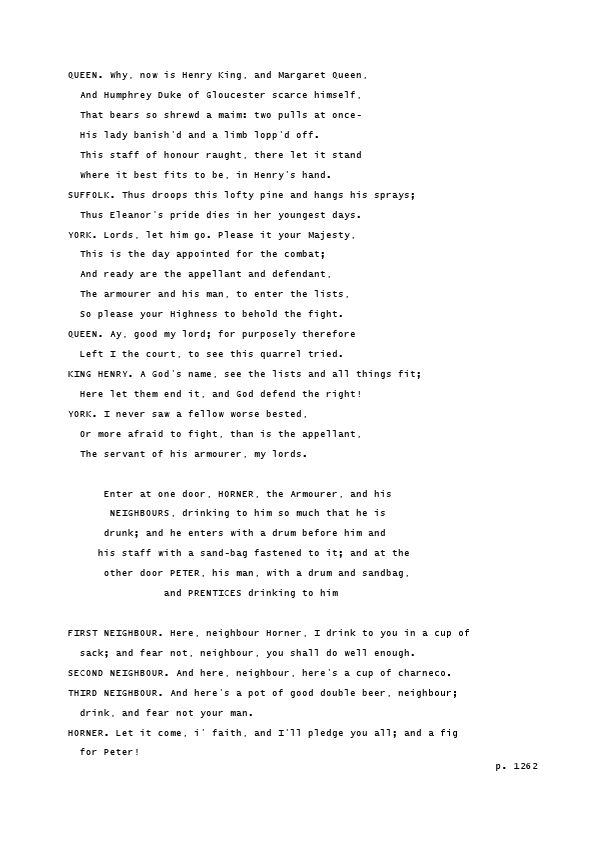 QUEEN. Why, now is Henry King, and Margaret Queen,
And Humphrey Duke of Gloucester scarce himself,
That bears so shrewd a maim: two pulls at once-
His lady banish'd and a limb lopp'd off.
This staff of honour raught, there let it stand
Where it best fits to be, in Henry's hand.
SUFFOLK. Thus droops this lofty pine and hangs his sprays;
Thus Eleanor's pride dies in her youngest days.
YORK. Lords, let him go. Please it your Majesty,
This is the day appointed for the combat;
And ready are the appellant and defendant,
The armourer and his man, to enter the lists,
So please your Highness to behold the fight.
QUEEN. Ay, good my lord; for purposely therefore
Left I the court, to see this quarrel tried.
KING HENRY. A God's name, see the lists and all things fit;
Here let them end it, and God defend the right!
YORK. I never saw a fellow worse bested,
Or more afraid to fight, than is the appellant,
The servant of his armourer, my lords.
Enter at one door, HORNER, the Armourer, and his
NEIGHBOURS, drinking to him so much that he is
drunk; and he enters with a drum before him and
his staff with a sand-bag fastened to it; and at the
other door PETER, his man, with a drum and sandbag,
and PRENTICES drinking to him
FIRST NEIGHBOUR. Here, neighbour Horner, I drink to you in a cup of
sack; and fear not, neighbour, you shall do well enough.
SECOND NEIGHBOUR. And here, neighbour, here's a cup of charneco.
THIRD NEIGHBOUR. And here's a pot of good double beer, neighbour;
drink, and fear not your man.
HORNER. Let it come, i' faith, and I'll pledge you all; and a fig
for Peter!
p. 1262